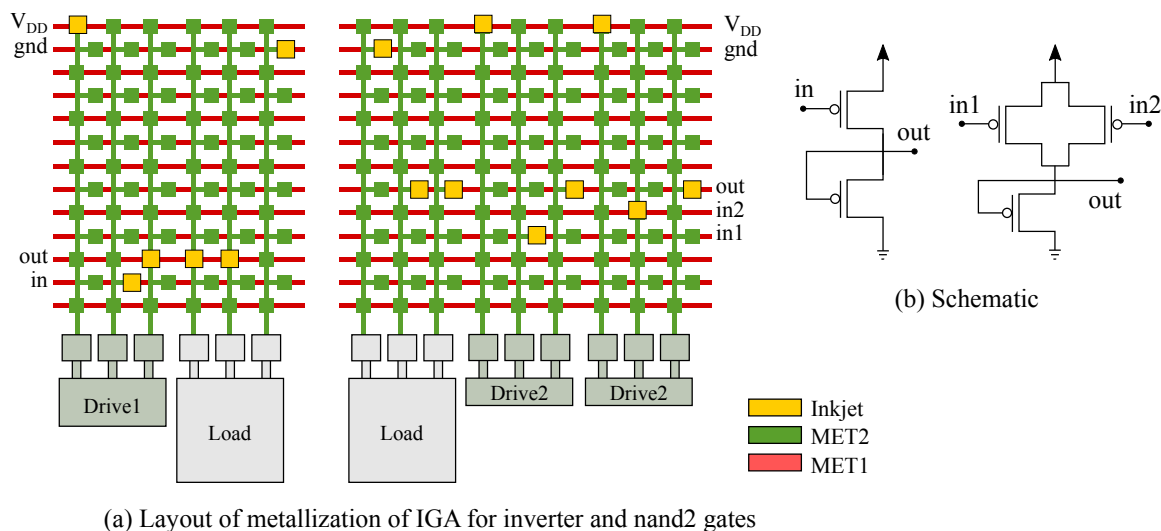 V_DD
gnd
out
in
V_DD
gnd
out
in2
in1
Drive1
Load
Load
Drive2
Drive2
in
out
in1
in2
out
(b) Schematic
Inkjet
MET2
MET1
(a) Layout of metallization of IGA for inverter and nand2 gates